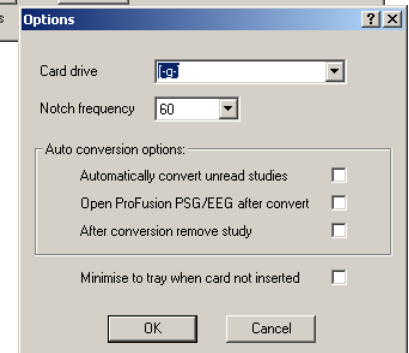 s
Options
Card drive [-g-]
Notch frequency 60
Auto conversion options:
Automatically convert unread studies
Open ProFusion PSG/EEG after convert
After conversion remove study
Minimise to tray when card not inserted
OK Cancel